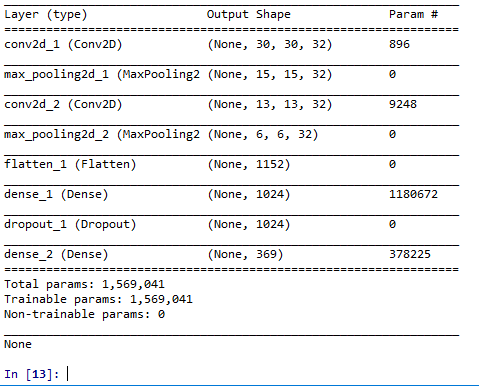 Layer (type) Output Shape Param #
conv2d_1 (Conv2D) (None, 30, 30, 32) 896
max_pooling2d_1 (MaxPooling2 (None, 15, 15, 32) 0
conv2d_2 (Conv2D) (None, 13, 13, 32) 9248
max_pooling2d_2 (MaxPooling2 (None, 6, 6, 32) 0
flatten_1 (Flatten) (None, 1152) 0
dense_1 (Dense) (None, 1024) 1180672
dropout_1 (Dropout) (None, 1024) 0
dense_2 (Dense) (None, 369) 378225
Total params: 1,569,041
Trainable params: 1,569,041
Non-trainable params: 0
None
In [13]: